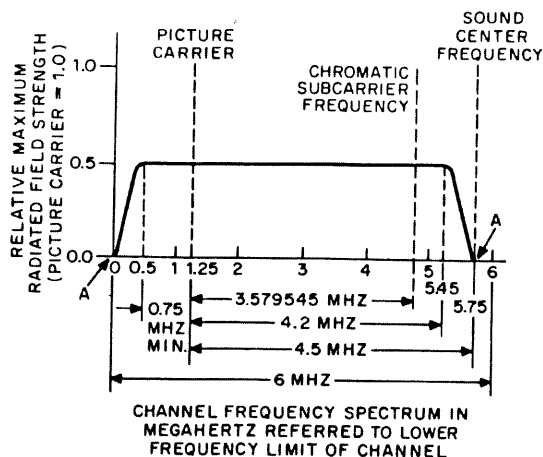 PICTURE
CARRIER
SOUND
CENTER
FREQUENCY
CHROMATIC
SUBCARRIER
FREQUENCY
RELATIVE MAXIMUM
RADIATED FIELD STRENGTH
(PICTURE CARRIER = 1.0)
1.0
0.5
0.0
A
A
0 0.5 1 1.25 2 3 4 5 6
5.45
5.75
0.75
MHZ
MIN.
3.579545 MHZ
4.2 MHZ
4.5 MHZ
6 MHZ
CHANNEL FREQUENCY SPECTRUM IN
MEGAHERTZ REFERRED TO LOWER
FREQUENCY LIMIT OF CHANNEL